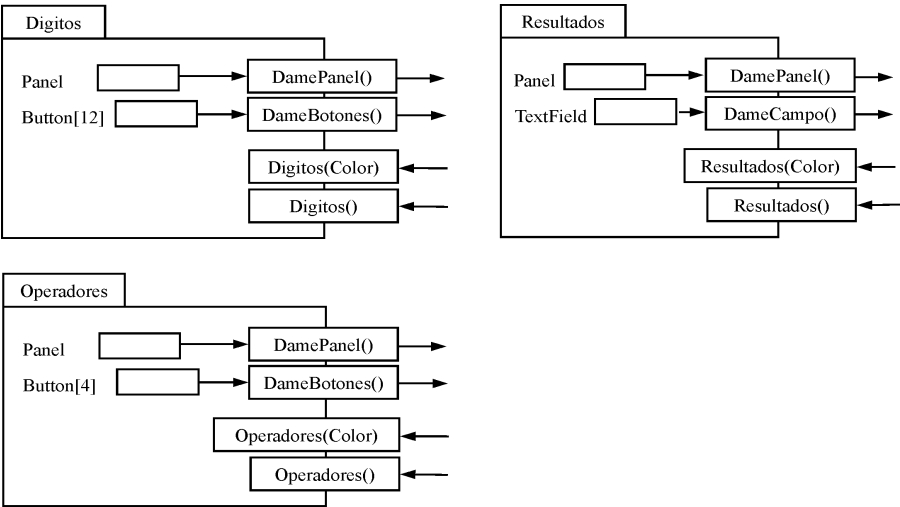 Digitos
Panel
DamePanel()
Button[12]
DameBotones()
Digitos(Color)
Digitos()
Resultados
Panel
DamePanel()
TextField
DameCampo()
Resultados(Color)
Resultados()
Operadores
Panel
DamePanel()
Button[4]
DameBotones()
Operadores(Color)
Operadores()